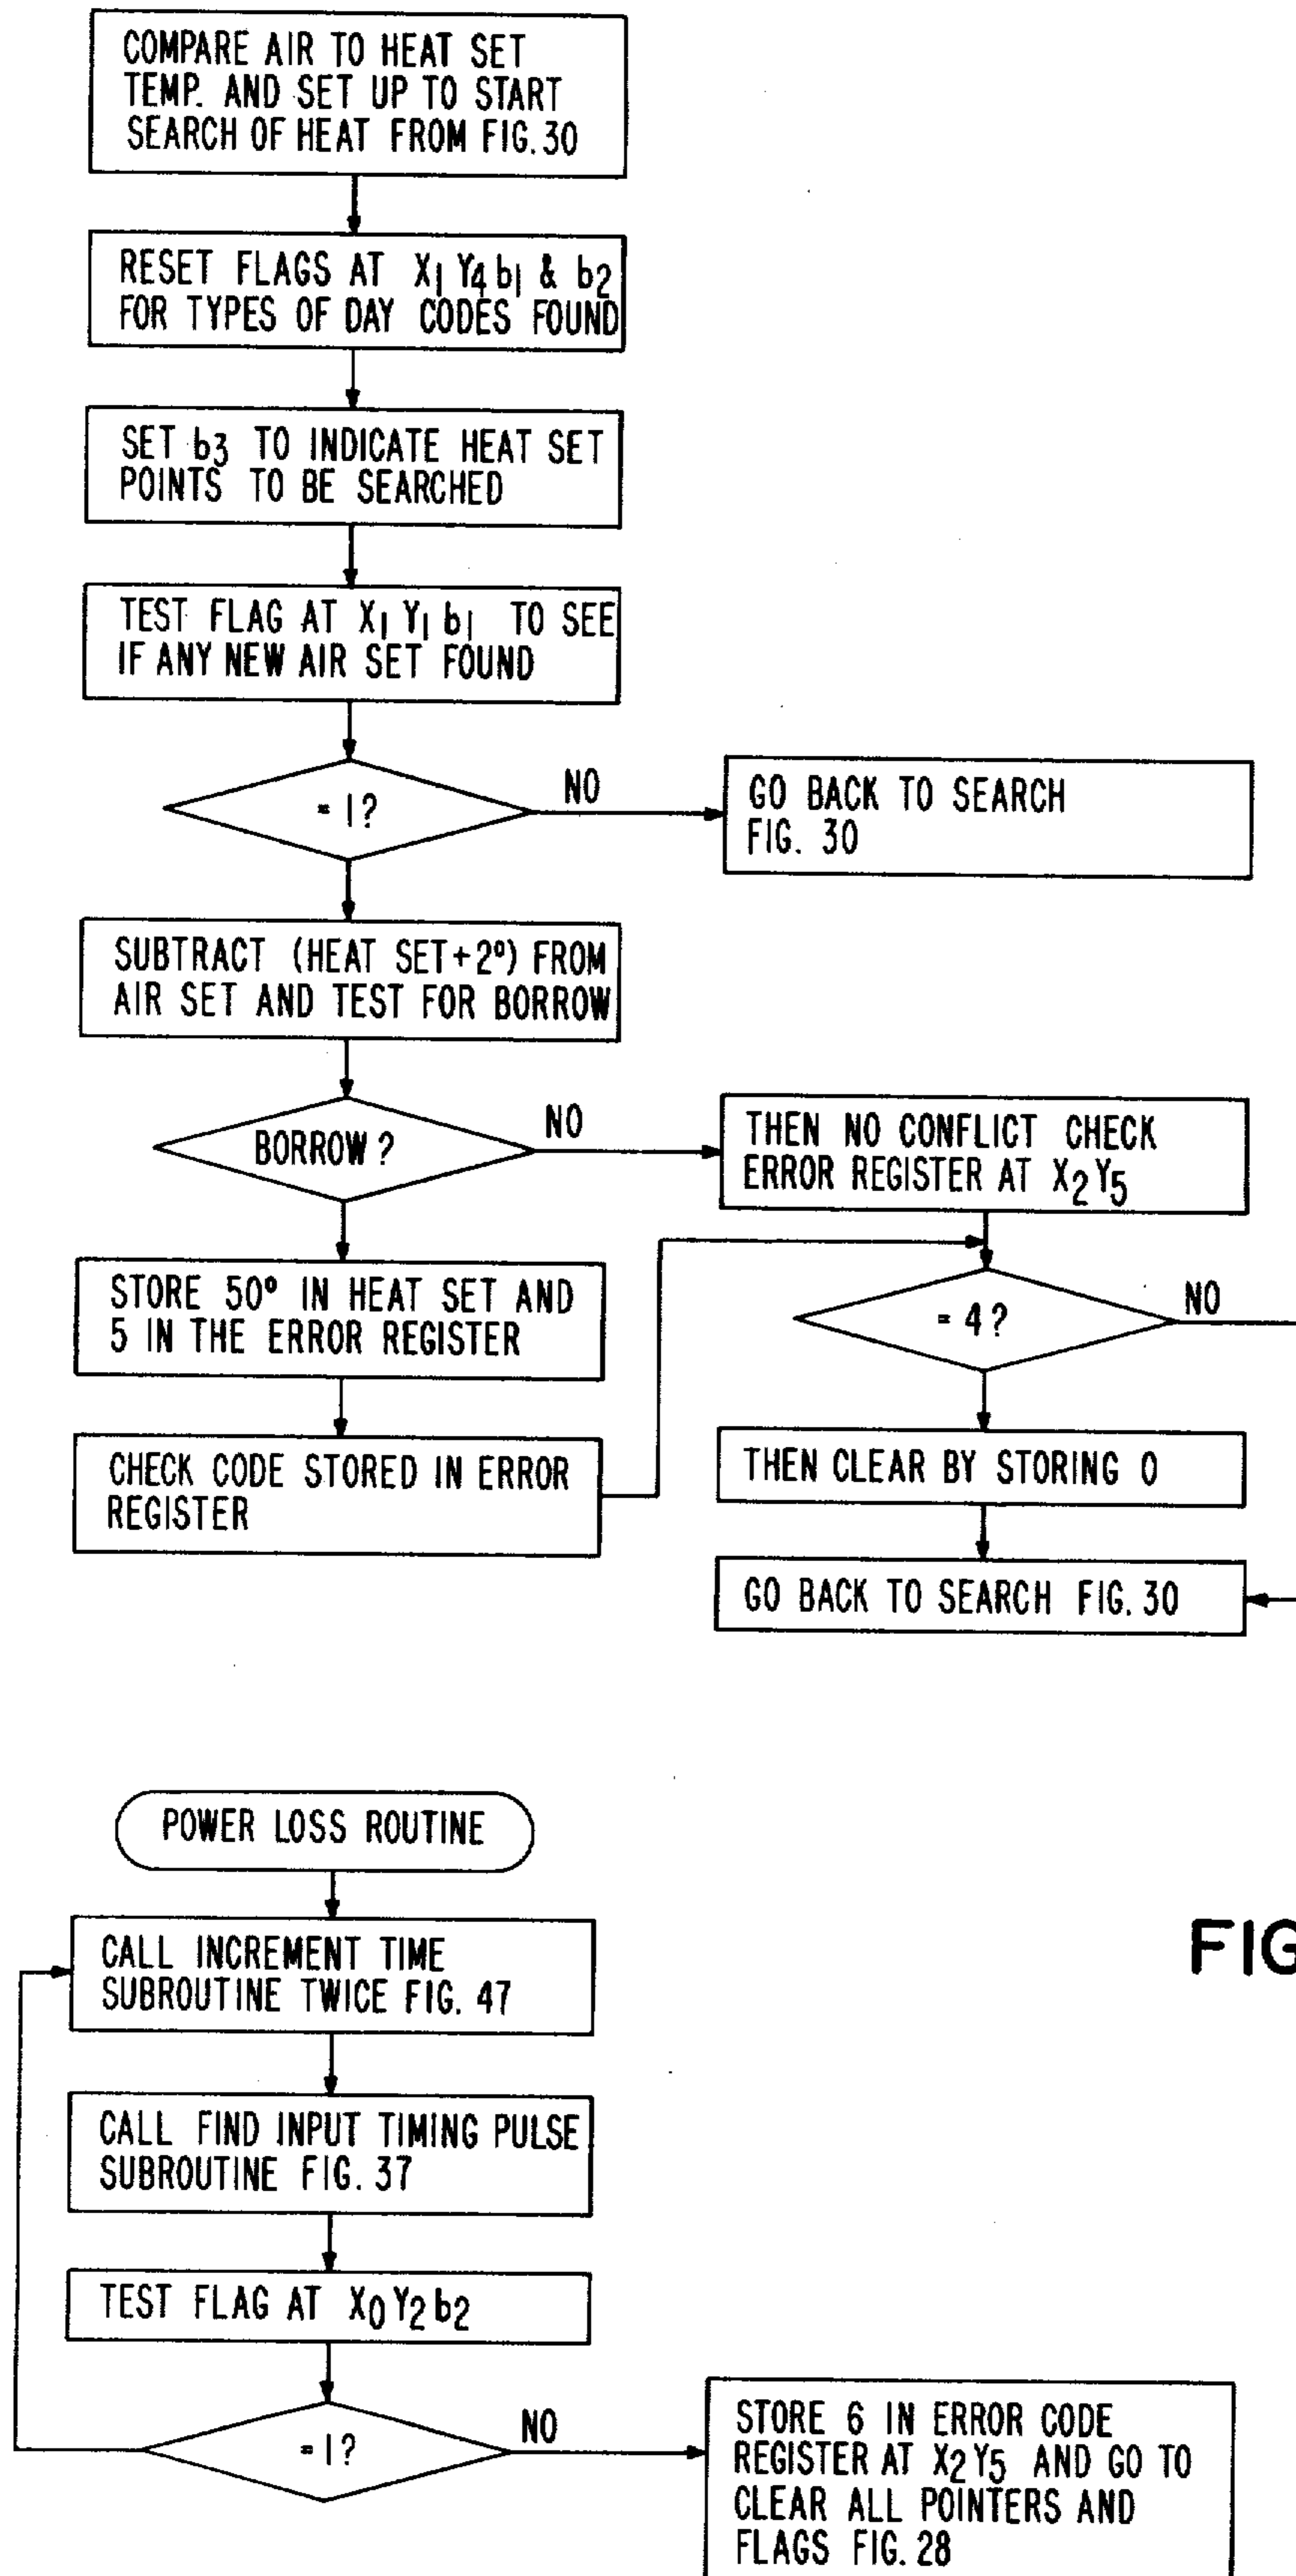 COMPARE AIR TO HEAT SET
TEMP. AND SET UP TO START
SEARCH OF HEAT FROM FIG. 30
RESET FLAGS AT X1 Y4 b1 & b2
FOR TYPES OF DAY CODES FOUND
SET b3 TO INDICATE HEAT SET
POINTS TO BE SEARCHED
TEST FLAG AT X1 Y1 b1 TO SEE
IF ANY NEW AIR SET FOUND
= 1?
NO
GO BACK TO SEARCH
FIG. 30
SUBTRACT (HEAT SET+2º) FROM
AIR SET AND TEST FOR BORROW
BORROW?
NO
THEN NO CONFLICT CHECK
ERROR REGISTER AT X2Y5
STORE 50º IN HEAT SET AND
5 IN THE ERROR REGISTER
= 4?
NO
CHECK CODE STORED IN ERROR
REGISTER
THEN CLEAR BY STORING 0
GO BACK TO SEARCH FIG. 30
POWER LOSS ROUTINE
CALL INCREMENT TIME
SUBROUTINE TWICE FIG. 47
FIG
CALL FIND INPUT TIMING PULSE
SUBROUTINE FIG. 37
TEST FLAG AT X0Y2b2
= 1?
NO
STORE 6 IN ERROR CODE
REGISTER AT X2Y5 AND GO TO
CLEAR ALL POINTERS AND
FLAGS FIG. 28